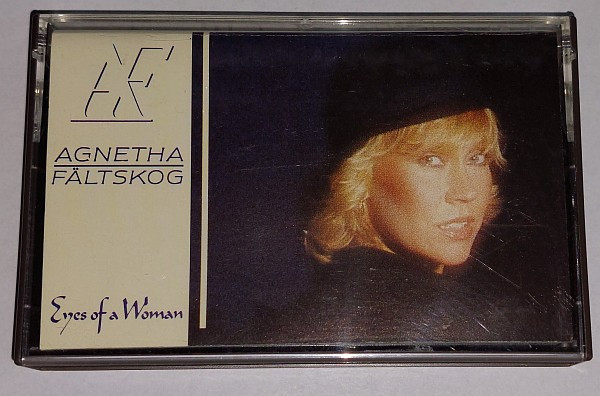 AF
AGNETHA
FÄLTSKOG
Eyes of a Woman